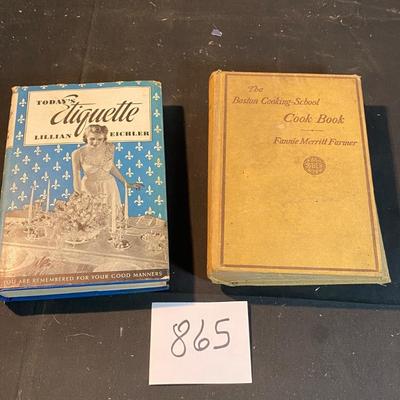 TODAY'S
Etiquette
LILLIAN EICHLER
YOU ARE REMEMBERED FOR YOUR GOOD MANNERS
The
Boston Cooking-School
Cook Book
Fannie Merritt Farmer
865